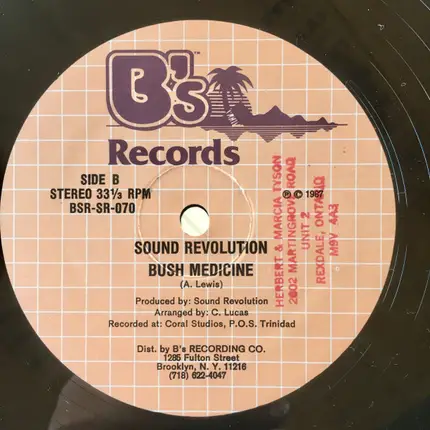 B's™
Records
SIDE B
STEREO 33⅓ RPM
BSR-SR-070
℗ © 1987
SOUND REVOLUTION
BUSH MEDICINE
(A. Lewis)
Produced by: Sound Revolution
Arranged by: C. Lucas
Recorded at: Coral Studios, P.O.S. Trinidad
Dist. by B's RECORDING CO.
1285 Fulton Street
Brooklyn, N. Y. 11216
(718) 622-4047
HERBERT & MARCIA TYSON
2002 MARTINGROVE ROAD
UNIT 2
REXDALE, ONTARIO
M9V 4A3